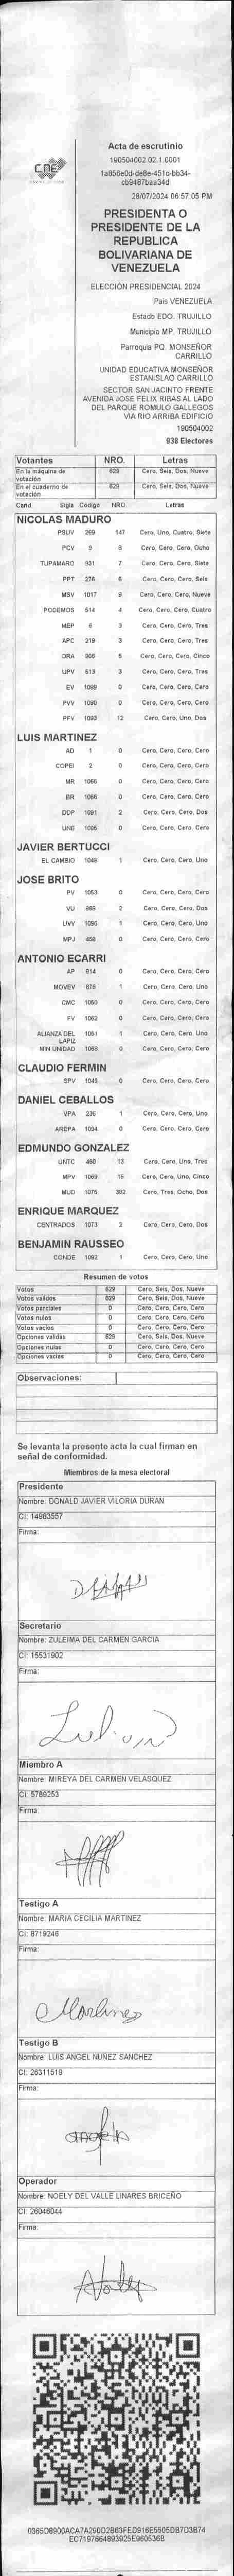 CNE
Acta de escrutinio
190504002.02.1.0001
1a856e0d-de8e-451c-bb34-
cb9487baa34d
28/07/2024 06:57:05 PM
PRESIDENTA O
PRESIDENTE DE LA
REPUBLICA
BOLIVARIANA DE
VENEZUELA
ELECCIÓN PRESIDENCIAL 2024
País VENEZUELA
Estado EDO. TRUJILLO
Municipio MP. TRUJILLO
Parroquia PQ. MONSEÑOR
CARRILLO
UNIDAD EDUCATIVA MONSEÑOR
ESTANISLAO CARRILLO
SECTOR SAN JACINTO FRENTE
AVENIDA JOSE FELIX RIBAS AL LADO
DEL PARQUE ROMULO GALLEGOS
VIA RIO ARRIBA EDIFICIO
190504002
938 Electores
Votantes NRO. Letras
En la máquina de votación 629 Cero, Seis, Dos, Nueve
En el cuaderno de votación 629 Cero, Seis, Dos, Nueve
Cand. Sigla Código NRO. Letras
NICOLAS MADURO
PSUV 269 147 Cero, Uno, Cuatro, Siete
PCV 9 8 Cero, Cero, Cero, Ocho
TUPAMARO 831 7 Cero, Cero, Cero, Siete
PPT 276 6 Cero, Cero, Cero, Seis
MSV 1017 9 Cero, Cero, Cero, Nueve
PODEMOS 514 4 Cero, Cero, Cero, Cuatro
MEP 6 3 Cero, Cero, Cero, Tres
APC 219 3 Cero, Cero, Cero, Tres
ORA 905 5 Cero, Cero, Cero, Cinco
UPV 513 3 Cero, Cero, Cero, Tres
EV 1089 0 Cero, Cero, Cero, Cero
PVV 1090 0 Cero, Cero, Cero, Cero
PFV 1093 12 Cero, Cero, Uno, Dos
LUIS MARTINEZ
AD 1 0 Cero, Cero, Cero, Cero
COPEI 2 0 Cero, Cero, Cero, Cero
MR 1066 0 Cero, Cero, Cero, Cero
BR 0 Cero, Cero, Cero, Cero
DDP 1091 2 Cero, Cero, Cero, Dos
UNE 1095 0 Cero, Cero, Cero, Cero
JAVIER BERTUCCI
EL CAMBIO 1048 1 Cero, Cero, Cero, Uno
JOSE BRITO
PV 1053 0 Cero, Cero, Cero, Cero
VU 968 2 Cero, Cero, Cero, Dos
UVV 1096 1 Cero, Cero, Cero, Uno
MPJ 458 0 Cero, Cero, Cero, Cero
ANTONIO ECARRI
AP 914 0 Cero, Cero, Cero, Cero
MOVEV 678 1 Cero, Cero, Cero, Uno
CMC 1050 0 Cero, Cero, Cero, Cero
FV 1062 0 Cero, Cero, Cero, Cero
ALIANZA DEL LAPIZ 1051 1 Cero, Cero, Cero, Uno
MIN UNIDAD 1068 0 Cero, Cero, Cero, Cero
CLAUDIO FERMIN
SPV 1045 0 Cero, Cero, Cero, Cero
DANIEL CEBALLOS
VPA 236 1 Cero, Cero, Cero, Uno
AREPA 1094 0 Cero, Cero, Cero, Cero
EDMUNDO GONZALEZ
UNTC 460 13 Cero, Cero, Uno, Tres
MPV 1069 15 Cero, Cero, Uno, Cinco
MUD 1075 382 Cero, Tres, Ocho, Dos
ENRIQUE MARQUEZ
CENTRADOS 1073 2 Cero, Cero, Cero, Dos
BENJAMIN RAUSSEO
CONDE 1092 1 Cero, Cero, Cero, Uno
Resumen de votos
Votos 629 Cero, Seis, Dos, Nueve
Votos válidos 629 Cero, Seis, Dos, Nueve
Votos parciales 0 Cero, Cero, Cero, Cero
Votos nulos 0 Cero, Cero, Cero, Cero
Votos vacíos 0 Cero, Cero, Cero, Cero
Opciones válidas 629 Cero, Seis, Dos, Nueve
Opciones nulas 0 Cero, Cero, Cero, Cero
Opciones vacías 0 Cero, Cero, Cero, Cero
Observaciones:
Se levanta la presente acta la cual firman en
señal de conformidad.
Miembros de la mesa electoral
Presidente
Nombre: DONALD JAVIER VILORIA DURAN
CI: 14983557
Firma:
Secretario
Nombre: ZULEIMA DEL CARMEN GARCIA
CI: 15531902
Firma:
Miembro A
Nombre: MIREYA DEL CARMEN VELASQUEZ
CI: 5789253
Firma:
Testigo A
Nombre: MARIA CECILIA MARTINEZ
CI: 8719246
Firma:
CMartinez
Testigo B
Nombre: LUIS ANGEL NUÑEZ SANCHEZ
CI: 26311519
Firma:
Operador
Nombre: NOELY DEL VALLE LINARES BRICEÑO
CI: 26046044
Firma:
0365D8900ACA7A290D2B63FED916E5505DB7D3B74
EC7197664893925E960536B